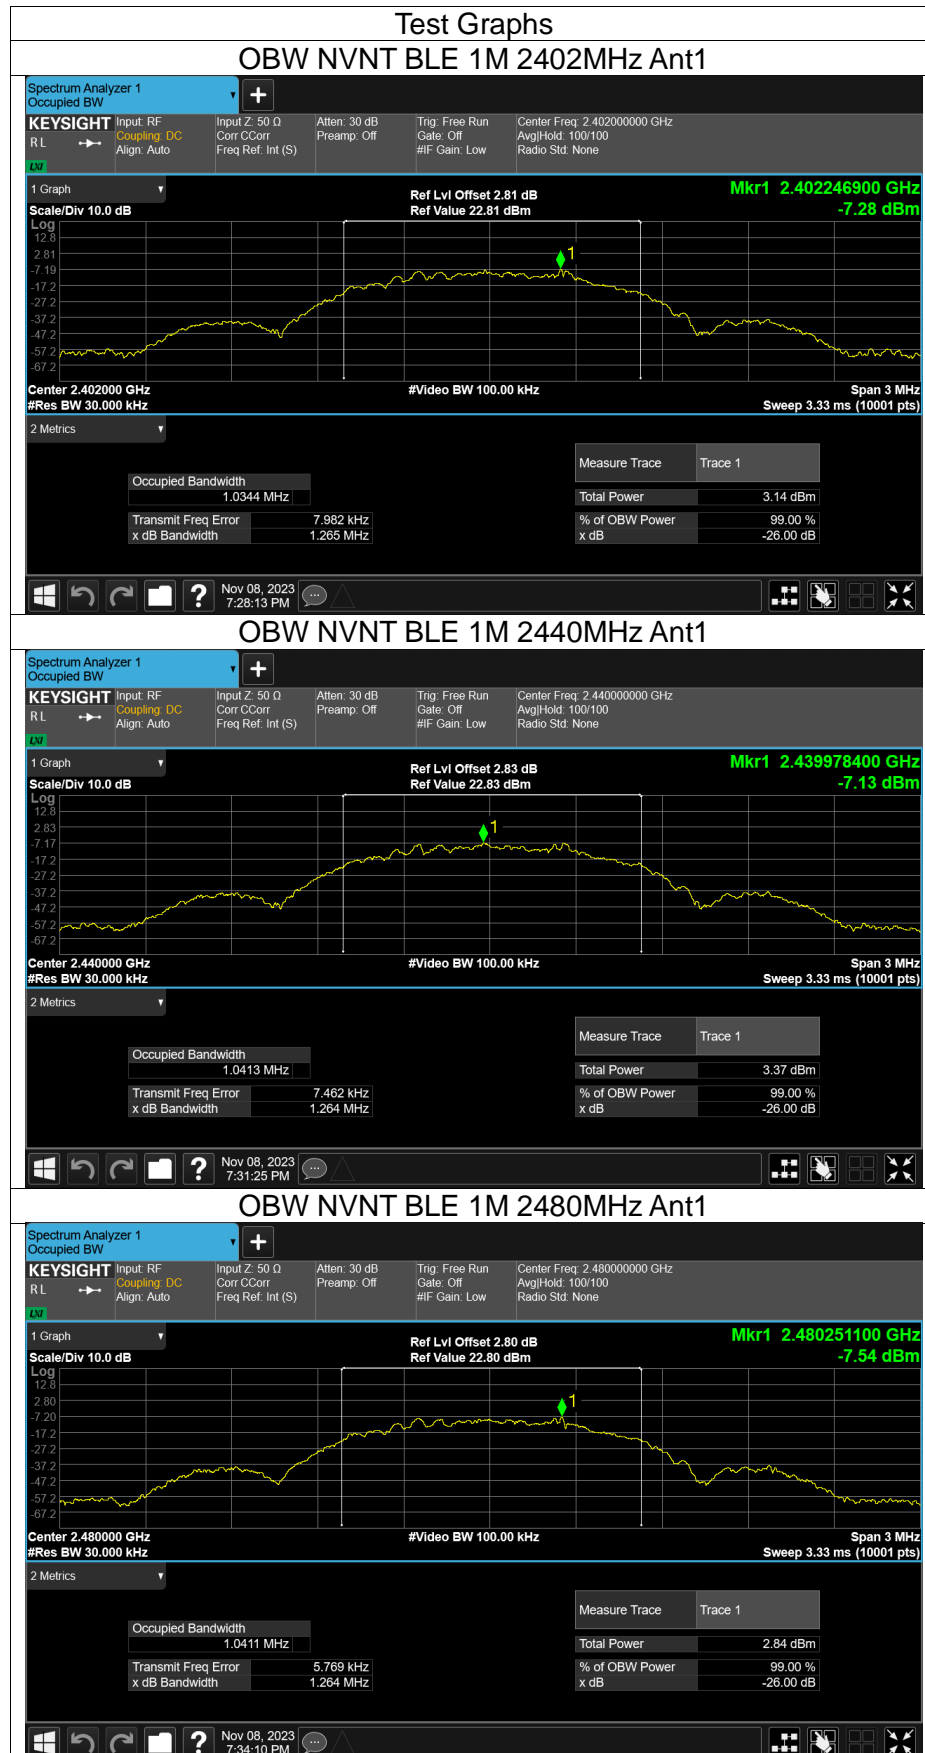 Test Graphs
OBW NVNT BLE 1M 2402MHz Ant1
Spectrum Analyzer 1
Occupied BW
KEYSIGHT Input: RF Input Z: 50 Ω Atten: 30 dB Trig: Free Run Center Freq: 2.402000000 GHz
RL Coupling: DC Corr CCorr Preamp: Off Gate: Off Avg|Hold: 100/100
Align: Auto Freq Ref: Int (S) #IF Gain: Low Radio Std: None
LXI
1 Graph Ref Lvl Offset 2.81 dB Mkr1 2.402246900 GHz
Scale/Div 10.0 dB Ref Value 22.81 dBm -7.28 dBm
Log
12.8
2.81
-7.19
-17.2
-27.2
-37.2
-47.2
-57.2
-67.2
1
Center 2.402000 GHz #Video BW 100.00 kHz Span 3 MHz
#Res BW 30.000 kHz Sweep 3.33 ms (10001 pts)
2 Metrics
Measure Trace Trace 1
Occupied Bandwidth
1.0344 MHz Total Power 3.14 dBm
Transmit Freq Error 7.982 kHz % of OBW Power 99.00 %
x dB Bandwidth 1.265 MHz x dB -26.00 dB
Nov 08, 2023
7:28:13 PM
OBW NVNT BLE 1M 2440MHz Ant1
Spectrum Analyzer 1
Occupied BW
KEYSIGHT Input: RF Input Z: 50 Ω Atten: 30 dB Trig: Free Run Center Freq: 2.440000000 GHz
RL Coupling: DC Corr CCorr Preamp: Off Gate: Off Avg|Hold: 100/100
Align: Auto Freq Ref: Int (S) #IF Gain: Low Radio Std: None
LXI
1 Graph Ref Lvl Offset 2.83 dB Mkr1 2.439978400 GHz
Scale/Div 10.0 dB Ref Value 22.83 dBm -7.13 dBm
Log
12.8
2.83
-7.17
-17.2
-27.2
-37.2
-47.2
-57.2
-67.2
1
Center 2.440000 GHz #Video BW 100.00 kHz Span 3 MHz
#Res BW 30.000 kHz Sweep 3.33 ms (10001 pts)
2 Metrics
Measure Trace Trace 1
Occupied Bandwidth
1.0413 MHz Total Power 3.37 dBm
Transmit Freq Error 7.462 kHz % of OBW Power 99.00 %
x dB Bandwidth 1.264 MHz x dB -26.00 dB
Nov 08, 2023
7:31:25 PM
OBW NVNT BLE 1M 2480MHz Ant1
Spectrum Analyzer 1
Occupied BW
KEYSIGHT Input: RF Input Z: 50 Ω Atten: 30 dB Trig: Free Run Center Freq: 2.480000000 GHz
RL Coupling: DC Corr CCorr Preamp: Off Gate: Off Avg|Hold: 100/100
Align: Auto Freq Ref: Int (S) #IF Gain: Low Radio Std: None
LXI
1 Graph Ref Lvl Offset 2.80 dB Mkr1 2.480251100 GHz
Scale/Div 10.0 dB Ref Value 22.80 dBm -7.54 dBm
Log
12.8
2.80
-7.20
-17.2
-27.2
-37.2
-47.2
-57.2
-67.2
1
Center 2.480000 GHz #Video BW 100.00 kHz Span 3 MHz
#Res BW 30.000 kHz Sweep 3.33 ms (10001 pts)
2 Metrics
Measure Trace Trace 1
Occupied Bandwidth
1.0411 MHz Total Power 2.84 dBm
Transmit Freq Error 5.769 kHz % of OBW Power 99.00 %
x dB Bandwidth 1.264 MHz x dB -26.00 dB
Nov 08, 2023
7:34:10 PM